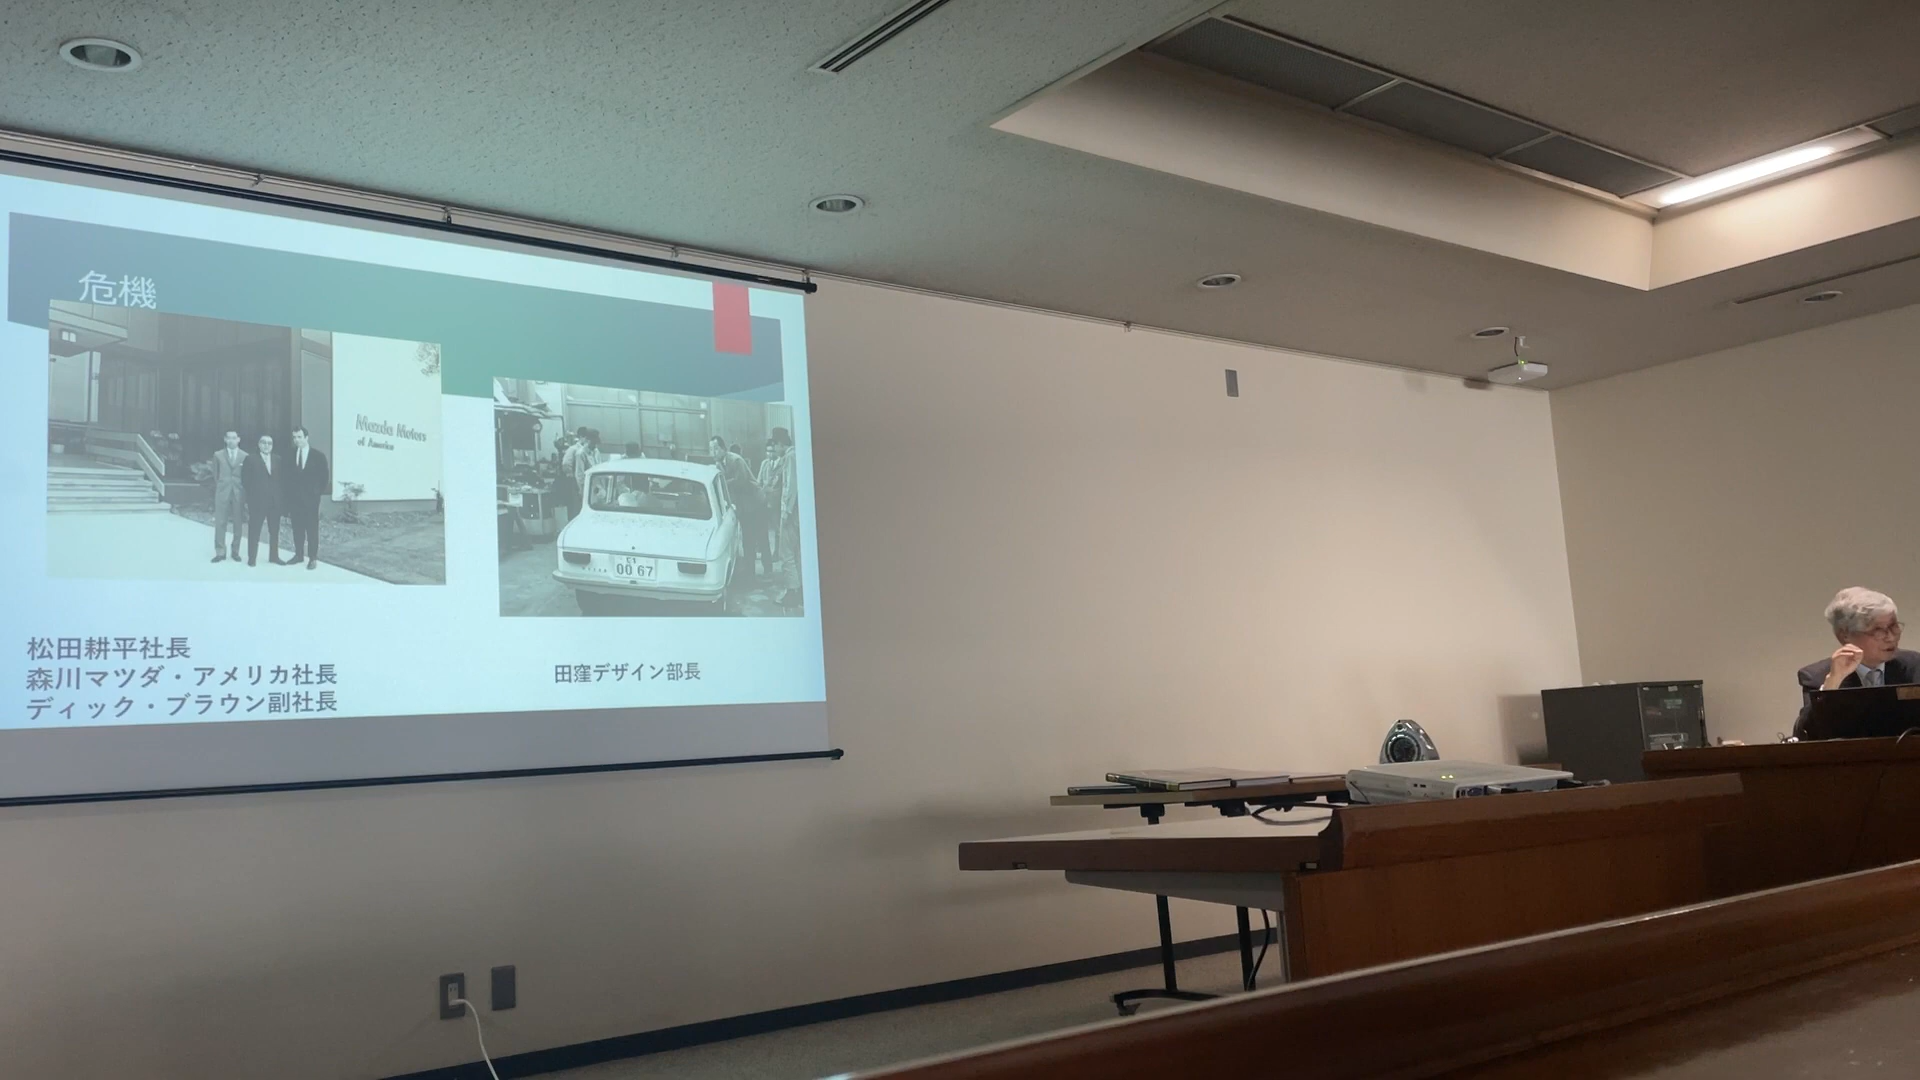 危機
Mazda Motors
of America
00 67
松田耕平社長
森川マツダ・アメリカ社長
ディック・ブラウン副社長
田窪デザイン部長